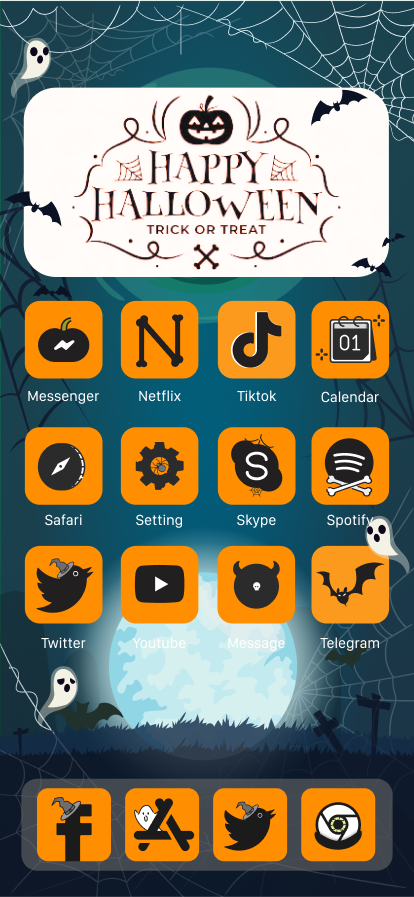 HAPPY
HALLOWEEN
TRICK OR TREAT
Messenger
Netflix
Tiktok
01
Calendar
Safari
Setting
Skype
Spotify
Twitter
Youtube
Message
Telegram